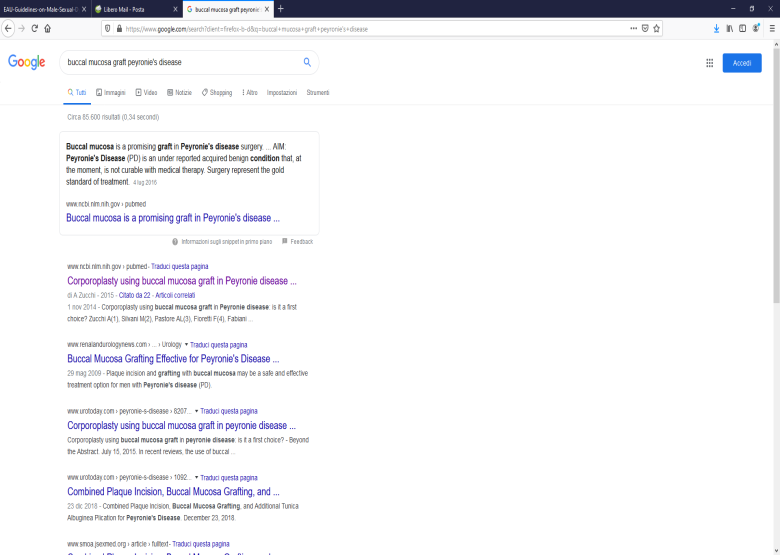 EAU-Guidelines-on-Male-Sexual-D
Libero Mail - Posta
buccal mucosa graft peyronie's
https://www.google.com/search?client=firefox-b-d&q=buccal+mucosa+graft+peyronie's+disease
Google
buccal mucosa graft peyronie's disease
Accedi
Tutti Immagini Video Notizie Shopping Altro Impostazioni Strumenti
Circa 85.600 risultati (0,34 secondi)
Buccal mucosa is a promising graft in Peyronie's disease surgery. ... AIM:
Peyronie's Disease (PD) is an under reported acquired benign condition that, at
the moment, is not curable with medical therapy. Surgery represent the gold
standard of treatment. 4 lug 2016
www.ncbi.nlm.nih.gov › pubmed
Buccal mucosa is a promising graft in Peyronie's disease ...
Informazioni sugli snippet in primo piano Feedback
www.ncbi.nlm.nih.gov › pubmed - Traduci questa pagina
Corporoplasty using buccal mucosa graft in Peyronie disease ...
di A Zucchi - 2015 - Citato da 22 - Articoli correlati
1 nov 2014 - Corporoplasty using buccal mucosa graft in Peyronie disease: is it a first
choice? Zucchi A(1), Silvani M(2), Pastore AL(3), Fioretti F(4), Fabiani ...
www.renalandurologynews.com › ... › Urology ▼ Traduci questa pagina
Buccal Mucosa Grafting Effective for Peyronie's Disease ...
29 mag 2009 - Plaque incision and grafting with buccal mucosa may be a safe and effective
treatment option for men with Peyronie's disease (PD).
www.urotoday.com › peyronie-s-disease › 8207... ▼ Traduci questa pagina
Corporoplasty using buccal mucosa graft in peyronie disease ...
Corporoplasty using buccal mucosa graft in peyronie disease: is it a first choice? - Beyond
the Abstract. July 15, 2015. In recent reviews, the use of buccal ...
www.urotoday.com › peyronie-s-disease › 1092... ▼ Traduci questa pagina
Combined Plaque Incision, Buccal Mucosa Grafting, and ...
23 dic 2018 - Combined Plaque Incision, Buccal Mucosa Grafting, and Additional Tunica
Albuginea Plication for Peyronie's Disease. December 23, 2018.
www.smoa.jsexmed.org › article › fulltext - Traduci questa pagina